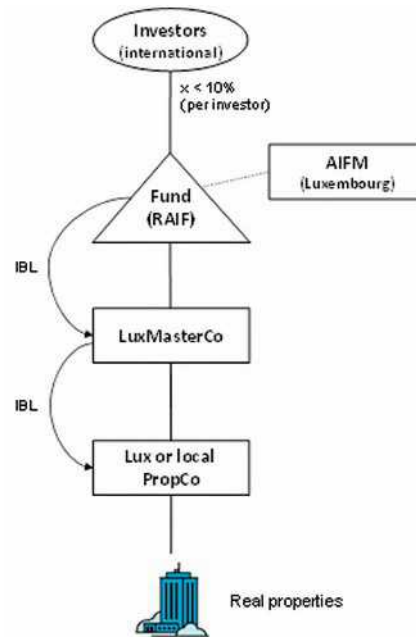 Investors
(international)
x < 10%
(per investor)
AIFM
(Luxembourg)
Fund
(RAIF)
IBL
LuxMasterCo
IBL
Lux or local
PropCo
Real properties